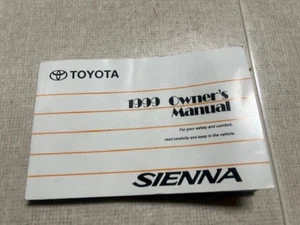 TOYOTA
1999 Owner's
Manual
For your safety and comfort,
read carefully and keep in the vehicle.
SIENNA